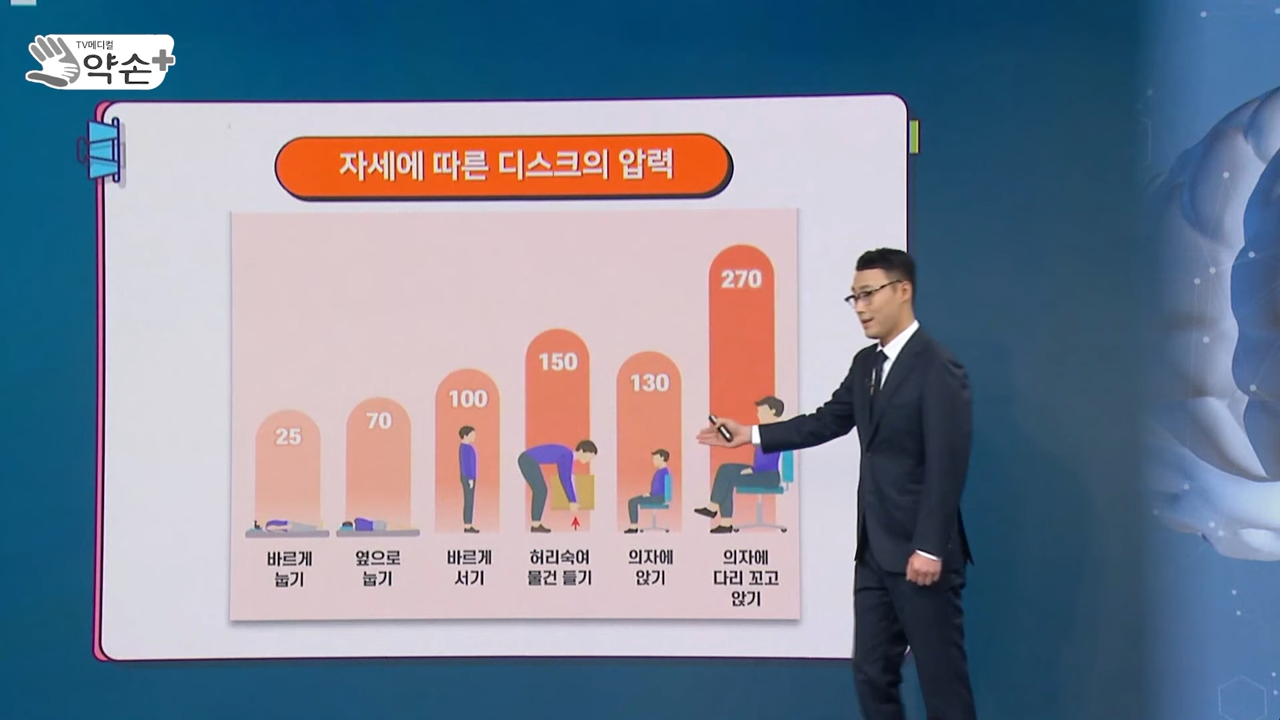 TV메디컬
약손+
자세에 따른 디스크의 압력
25
70
100
150
130
270
바르게
눕기
옆으로
눕기
바르게
서기
허리숙여
물건 들기
의자에
앉기
의자에
다리 꼬고
앉기